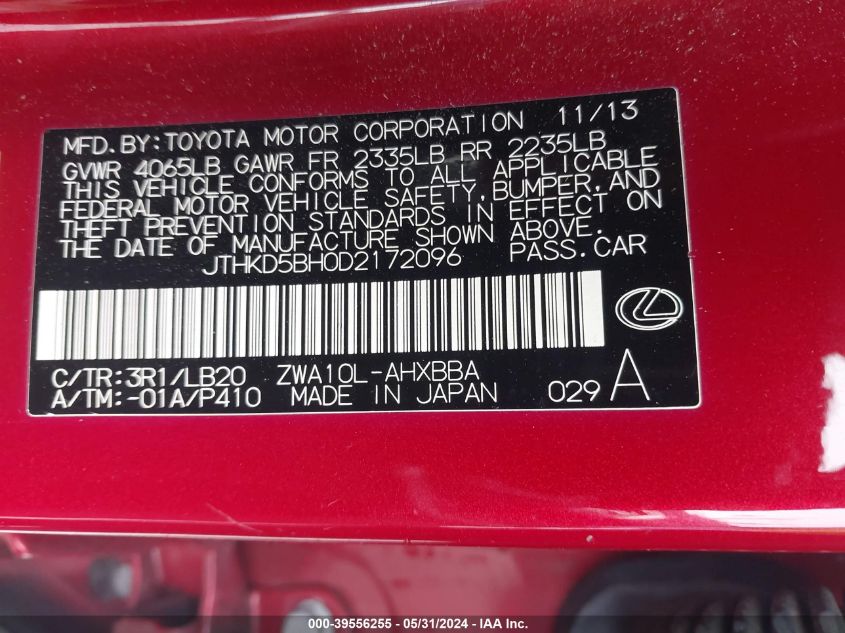 MFD. BY: TOYOTA MOTOR CORPORATION 11/13
GVWR 4065LB GAWR FR 2335LB RR 2235LB
THIS VEHICLE CONFORMS TO ALL APPLICABLE
FEDERAL MOTOR VEHICLE SAFETY, BUMPER, AND
THEFT PREVENTION STANDARDS IN EFFECT ON
THE DATE OF MANUFACTURE SHOWN ABOVE.
JTHKD5BH0D2172096 PASS. CAR
C/TR: 3R1/LB20 ZWA10L-AHXBBA
A/TM: -01A/P410 MADE IN JAPAN 029 A
000-39556255 - 05/31/2024 - IAA Inc.